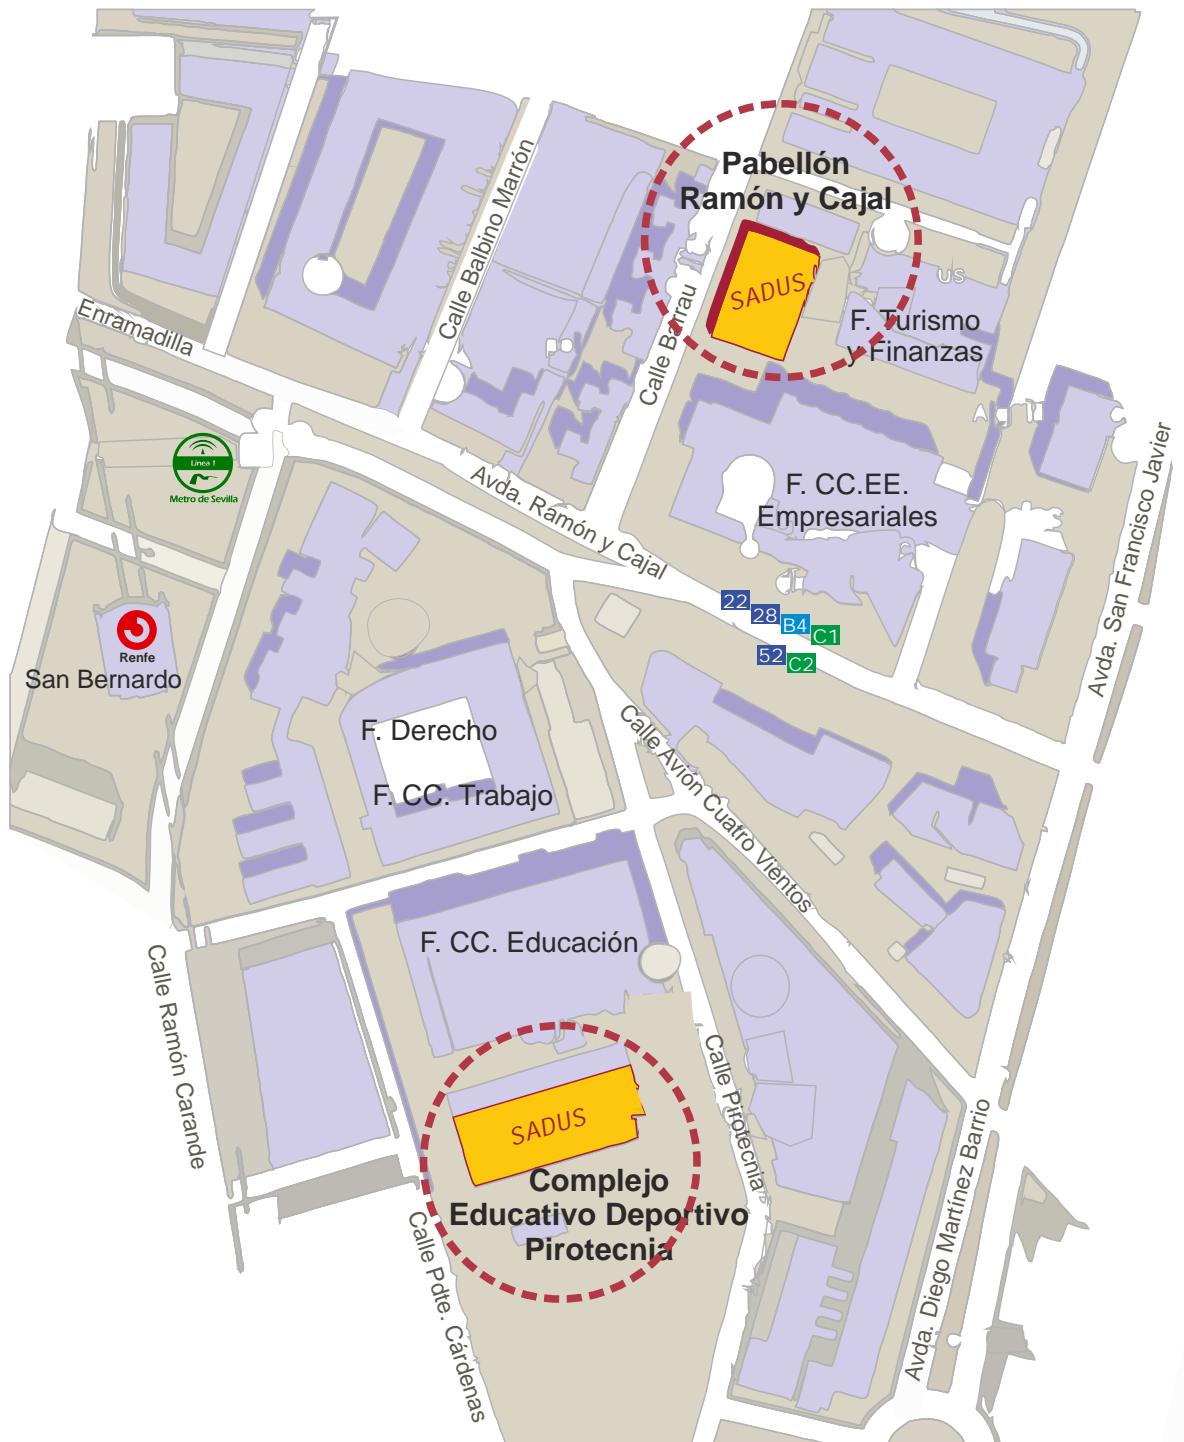 Pabellón
Ramón y Cajal
SADUS
US
F. Turismo
y Finanzas
Calle Balbino Marrón
Calle Barrau
Enramadilla
Línea 1
Metro de Sevilla
Avda. Ramón y Cajal
F. CC.EE.
Empresariales
Avda. San Francisco Javier
22
28
B4
C1
52
C2
Renfe
San Bernardo
F. Derecho
F. CC. Trabajo
Calle Avión Cuatro Vientos
F. CC. Educación
Calle Ramón Carande
Calle Pirotecnia
SADUS
Complejo
Educativo Deportivo
Pirotecnia
Calle Pdte. Cárdenas
Avda. Diego Martínez Barrio